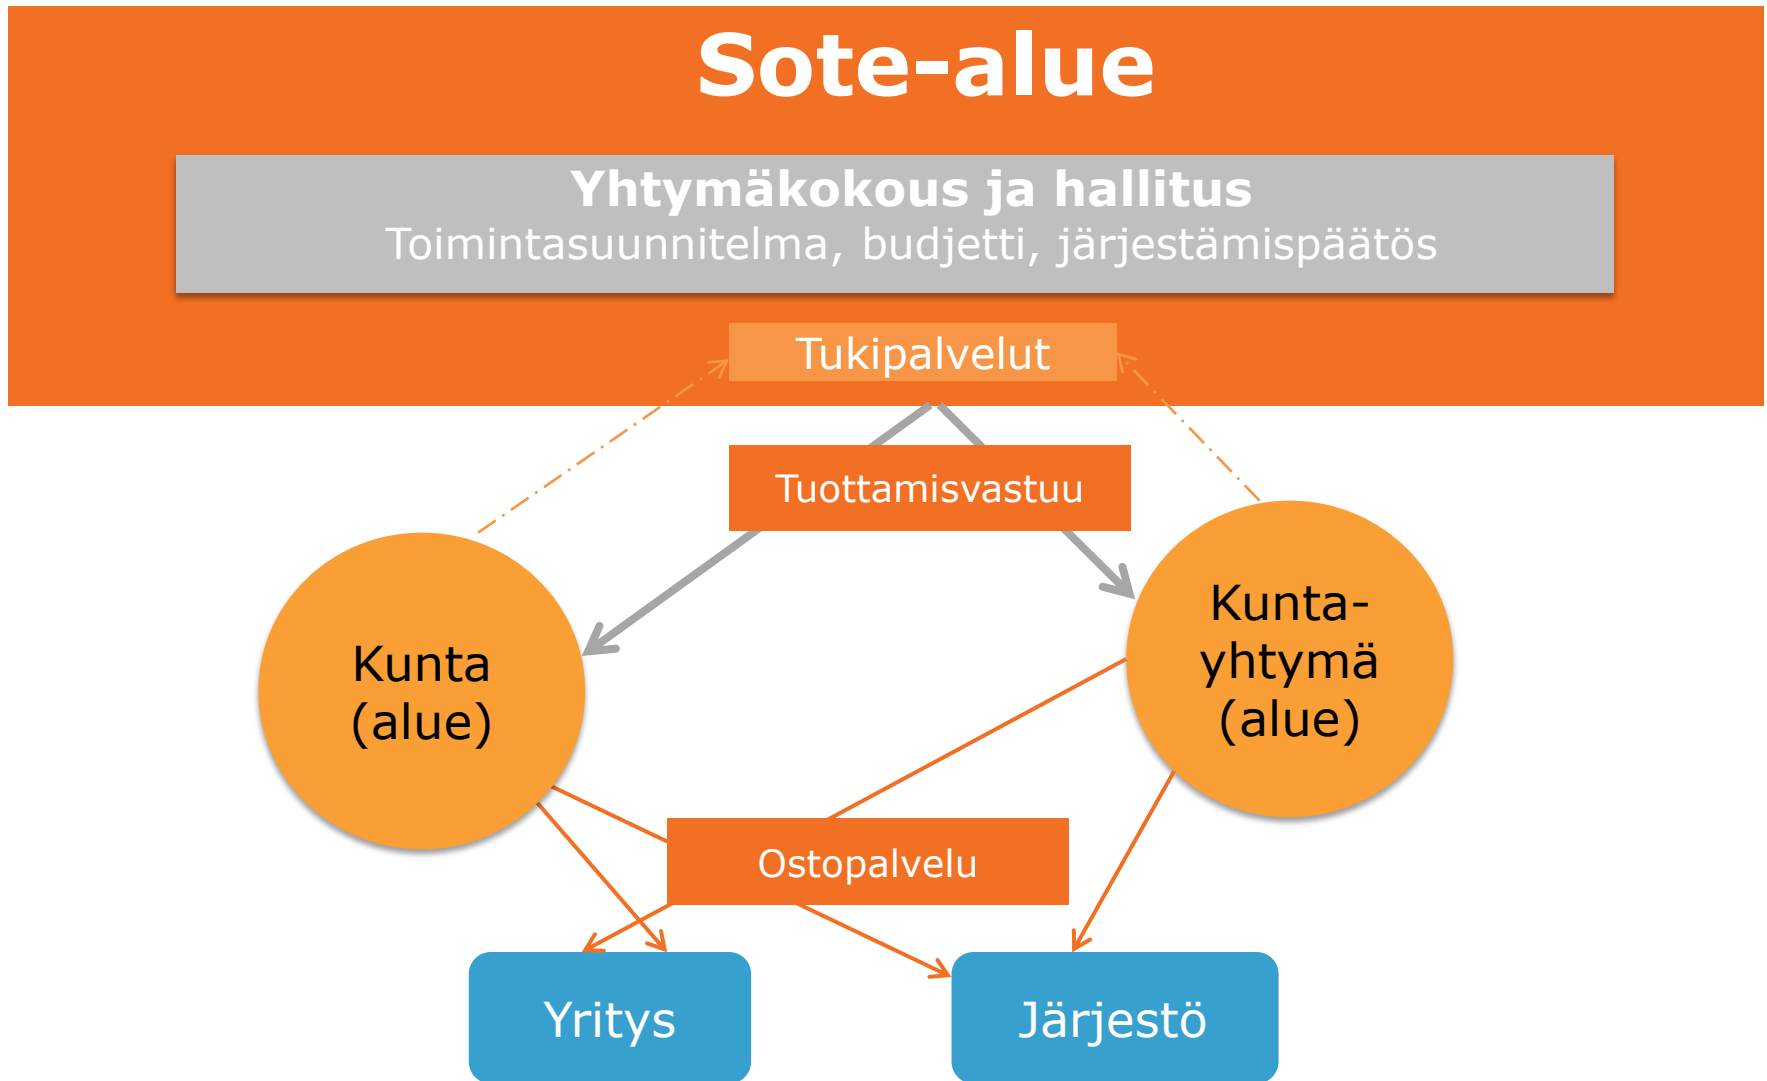 Sote-alue
Yhtymäkokous ja hallitus
Toimintasuunnitelma, budjetti, järjestämispäätös
Tukipalvelut
Tuottamisvastuu
Kunta
(alue)
Kunta-
yhtymä
(alue)
Ostopalvelu
Yritys
Järjestö